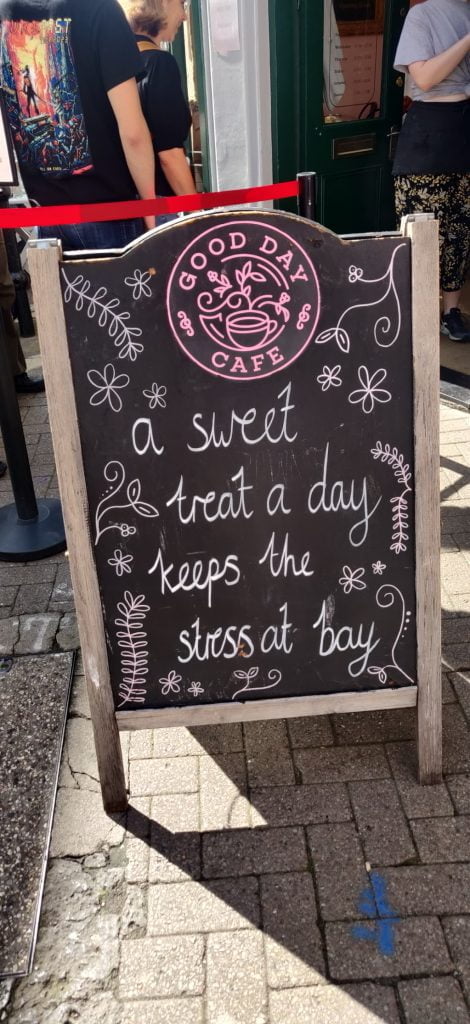 GOOD DAY
CAFE
a sweet
treat a day
keeps the
stress at bay